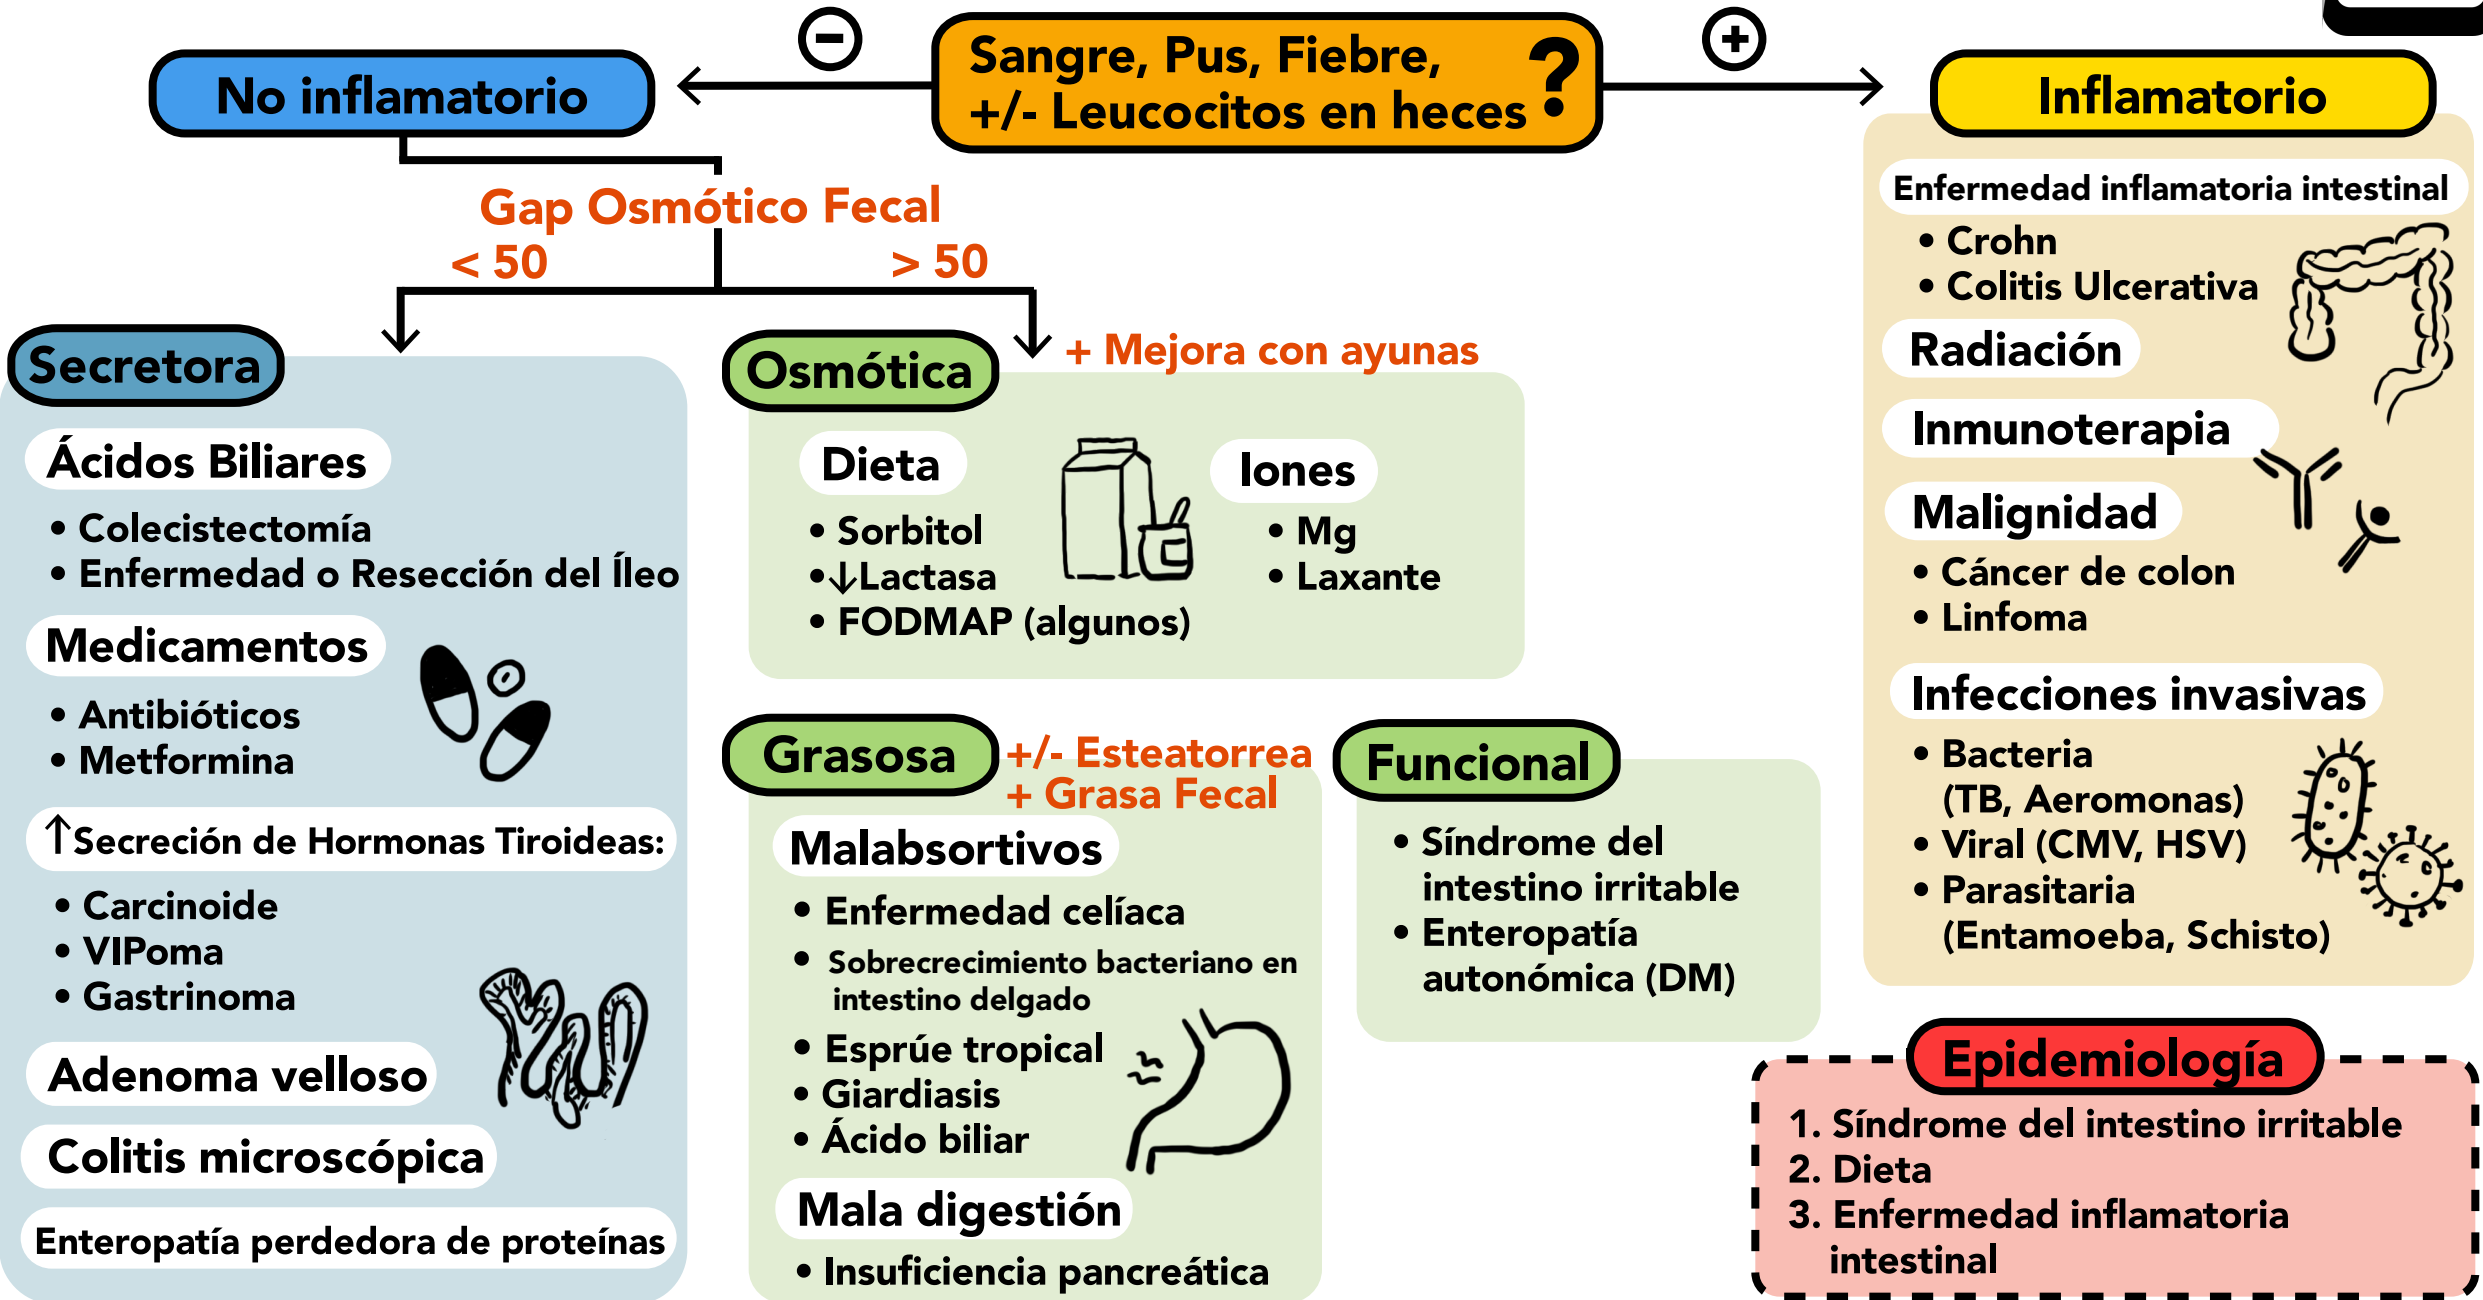 −
Sangre, Pus, Fiebre,
+/- Leucocitos en heces ?
+
No inflamatorio
Gap Osmótico Fecal
< 50
> 50
Secretora
Ácidos Biliares
• Colecistectomía
• Enfermedad o Resección del Íleo
Medicamentos
• Antibióticos
• Metformina
↑Secreción de Hormonas Tiroideas:
• Carcinoide
• VIPoma
• Gastrinoma
Adenoma velloso
Colitis microscópica
Enteropatía perdedora de proteínas
Osmótica
+ Mejora con ayunas
Dieta
• Sorbitol
•↓Lactasa
• FODMAP (algunos)
Iones
• Mg
• Laxante
Grasosa
+/- Esteatorrea
+ Grasa Fecal
Malabsortivos
• Enfermedad celíaca
• Sobrecrecimiento bacteriano en
intestino delgado
• Esprúe tropical
• Giardiasis
• Ácido biliar
Mala digestión
• Insuficiencia pancreática
Funcional
• Síndrome del
intestino irritable
• Enteropatía
autonómica (DM)
Inflamatorio
Enfermedad inflamatoria intestinal
• Crohn
• Colitis Ulcerativa
Radiación
Inmunoterapia
Malignidad
• Cáncer de colon
• Linfoma
Infecciones invasivas
• Bacteria
(TB, Aeromonas)
• Viral (CMV, HSV)
• Parasitaria
(Entamoeba, Schisto)
Epidemiología
1. Síndrome del intestino irritable
2. Dieta
3. Enfermedad inflamatoria
intestinal